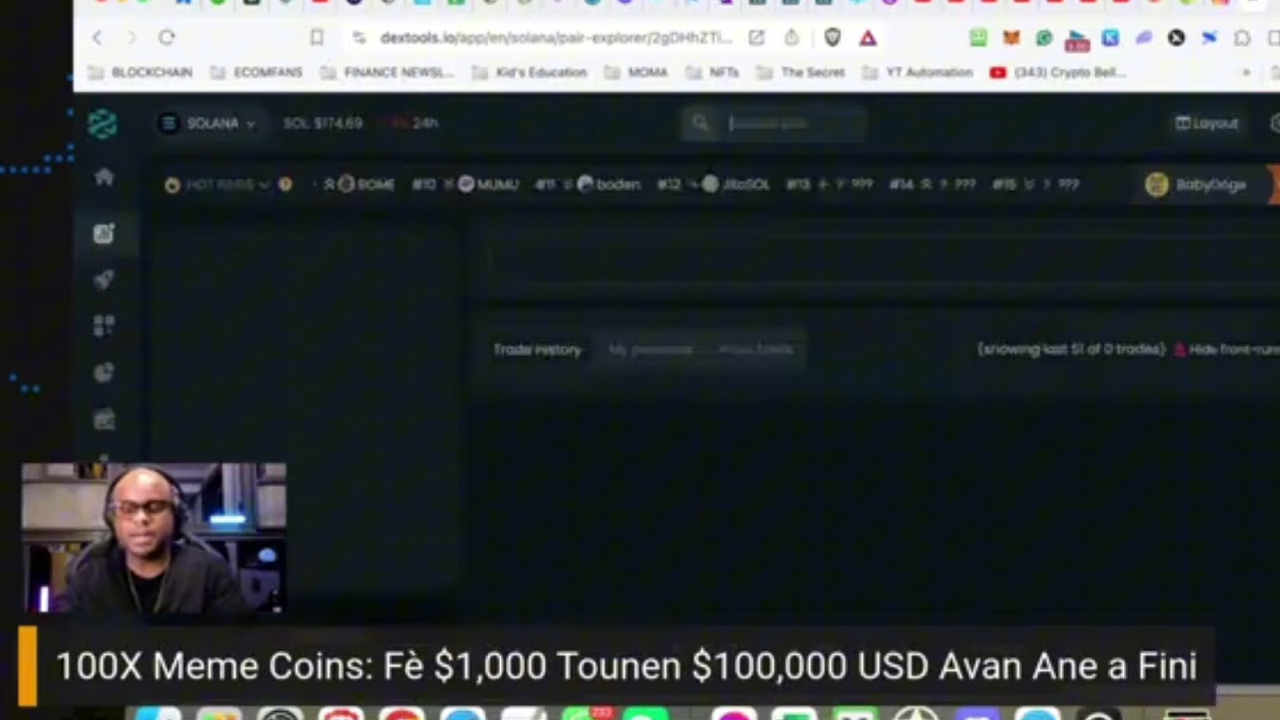 dextools.io/app/en/solana/pair-explorer/2gDHhZTi...
BLOCKCHAIN ECOMFANS FINANCE NEWSL... Kid's Education MOMA NFTs The Secret YT Automation (343) Crypto Bell...
SOLANA SOL: $174.69 24h Layout
HOT PAIRS BOME #10 MUMU #11 boden #12 JitoSOL #13 ??? #14 ??? #15 ??? BabyDoge
Trade History (showing last 51 of 0 trades) Hide front-run
100X Meme Coins: Fè $1,000 Tounen $100,000 USD Avan Ane a Fini
233